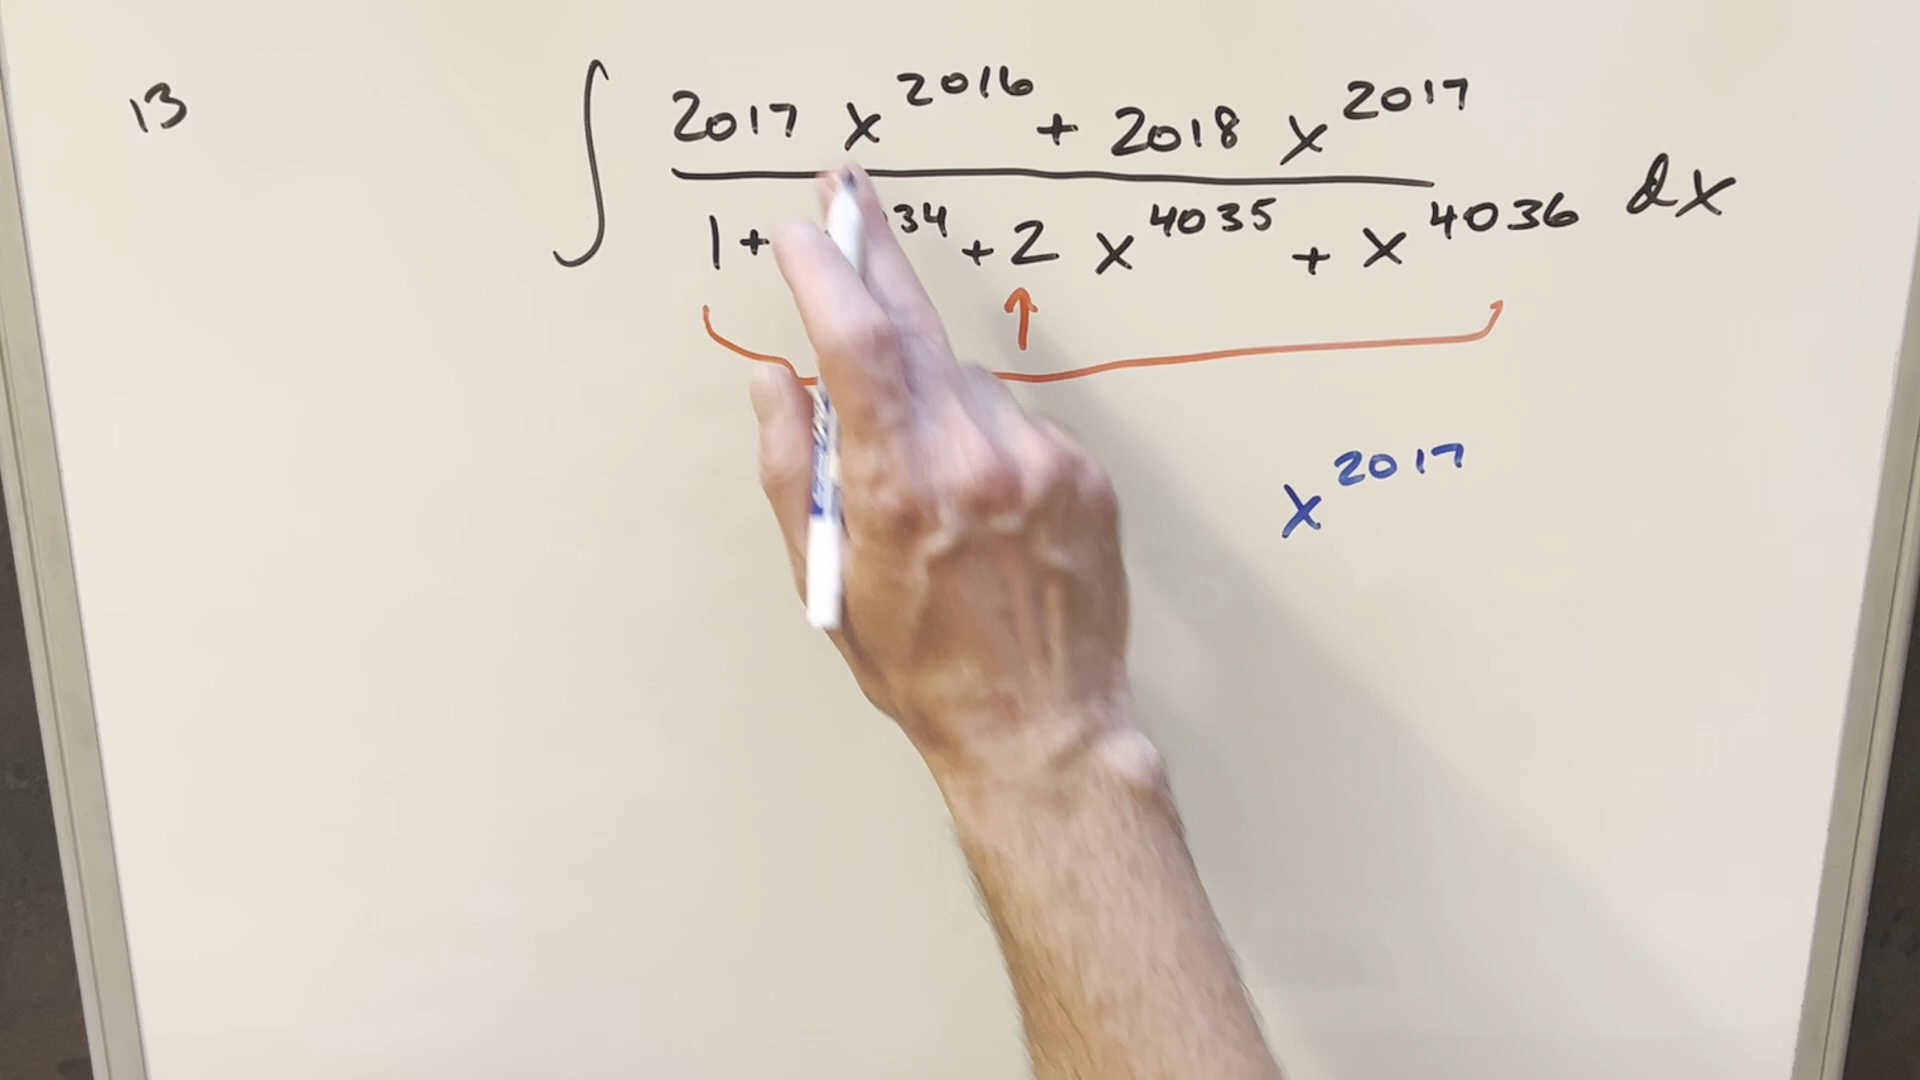 13
∫ 2017 x^2016 + 2018 x^2017
1+ 34 + 2 x^4035 + x^4036 dx
x^2017